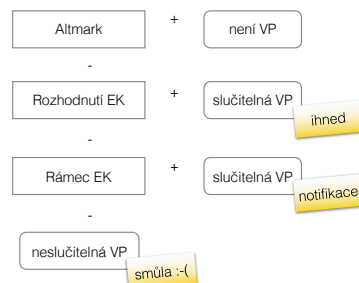 Altmark + není VP
-
Rozhodnutí EK + slučitelná VP
ihned
-
Rámec EK + slučitelná VP
notifikace
-
neslučitelná VP
smůla :-(